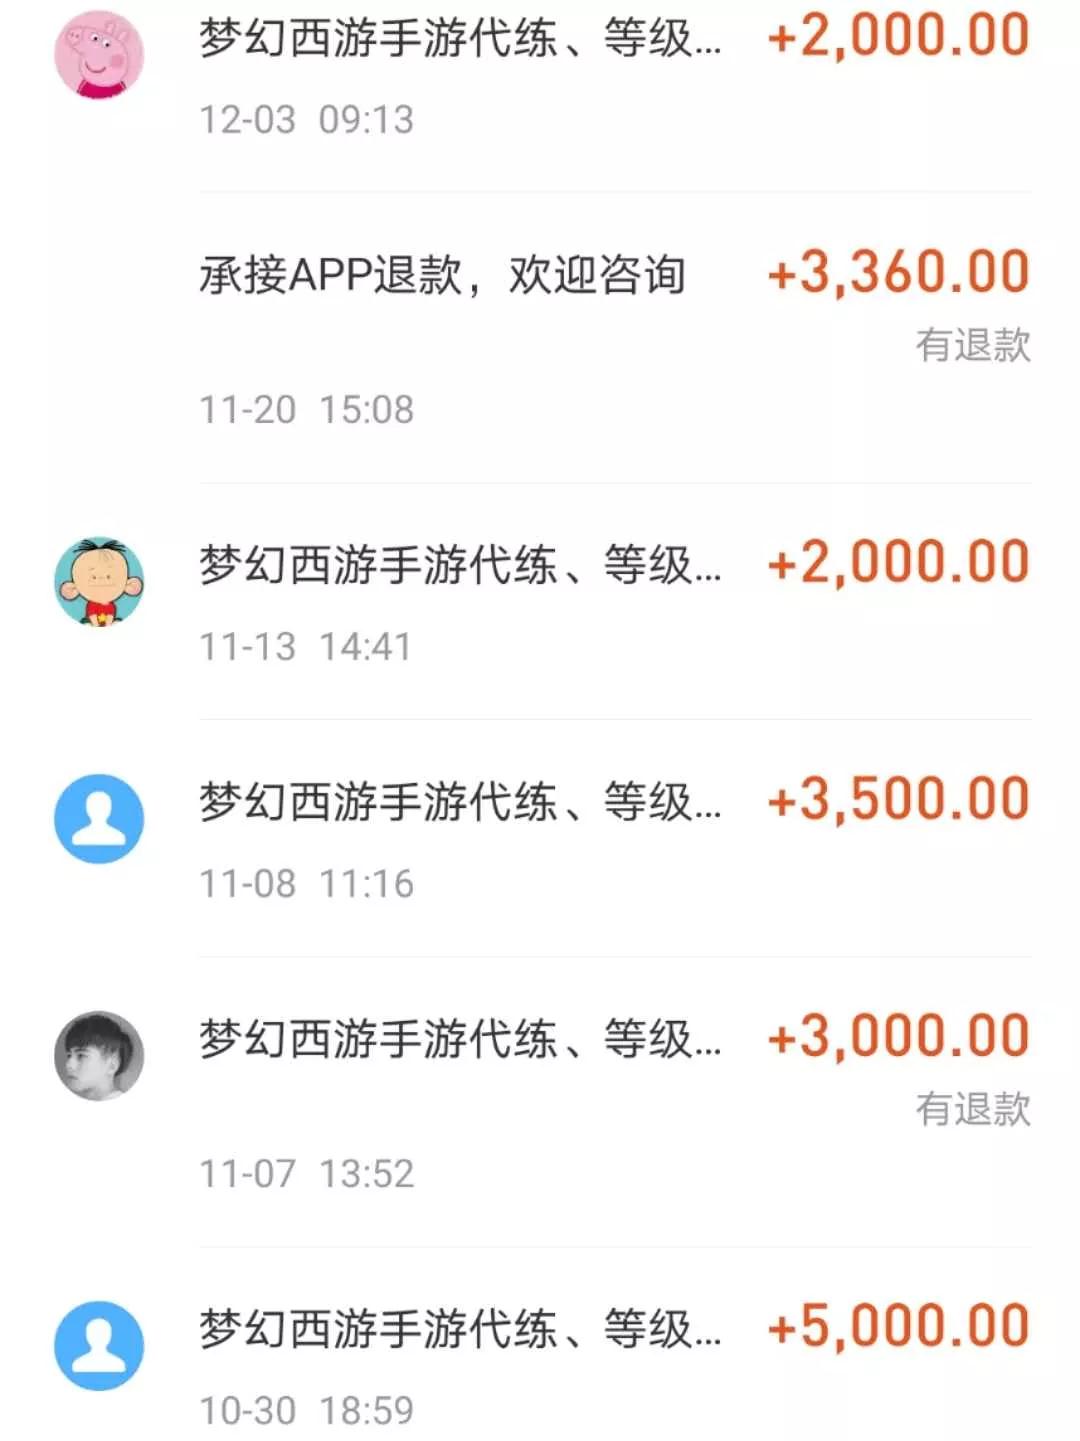 梦幻西游手游代练、等级... +2,000.00
12-03 09:13
承接APP退款，欢迎咨询 +3,360.00
有退款
11-20 15:08
梦幻西游手游代练、等级... +2,000.00
11-13 14:41
梦幻西游手游代练、等级... +3,500.00
11-08 11:16
梦幻西游手游代练、等级... +3,000.00
有退款
11-07 13:52
梦幻西游手游代练、等级... +5,000.00
10-30 18:59